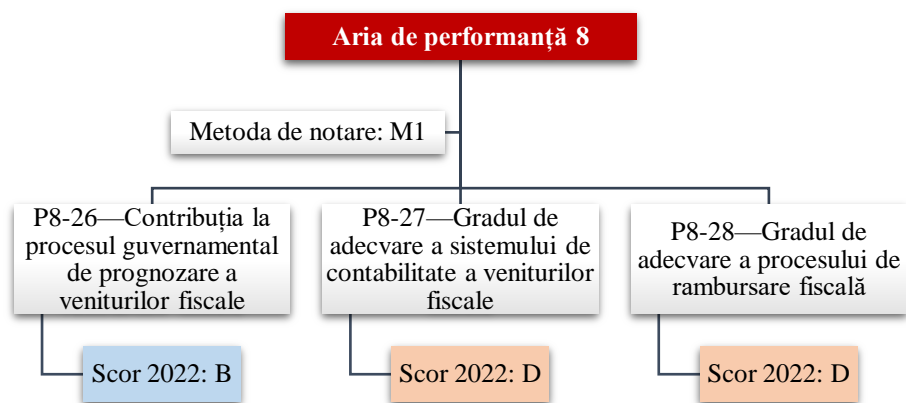 Aria de performanță 8
Metoda de notare: M1
P8-26—Contribuția la
procesul guvernamental
de prognozare a
veniturilor fiscale
P8-27—Gradul de
adecvare a sistemului de
contabilitate a veniturilor
fiscale
P8-28—Gradul de
adecvare a procesului de
rambursare fiscală
Scor 2022: B
Scor 2022: D
Scor 2022: D